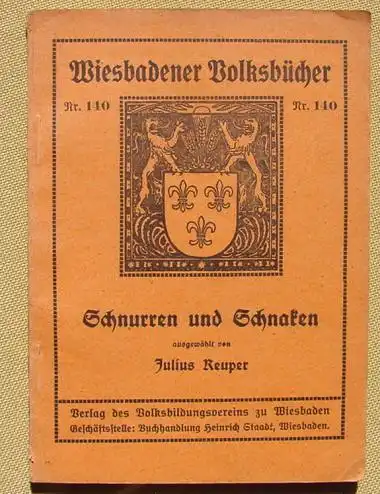 Wiesbadener Volksbücher
Nr. 140 Nr. 140
Schnurren und Schnaken
ausgewählt von
Julius Reuper
Verlag des Volksbildungsvereins zu Wiesbaden
Geschäftsstelle: Buchhandlung Heinrich Staadt, Wiesbaden.